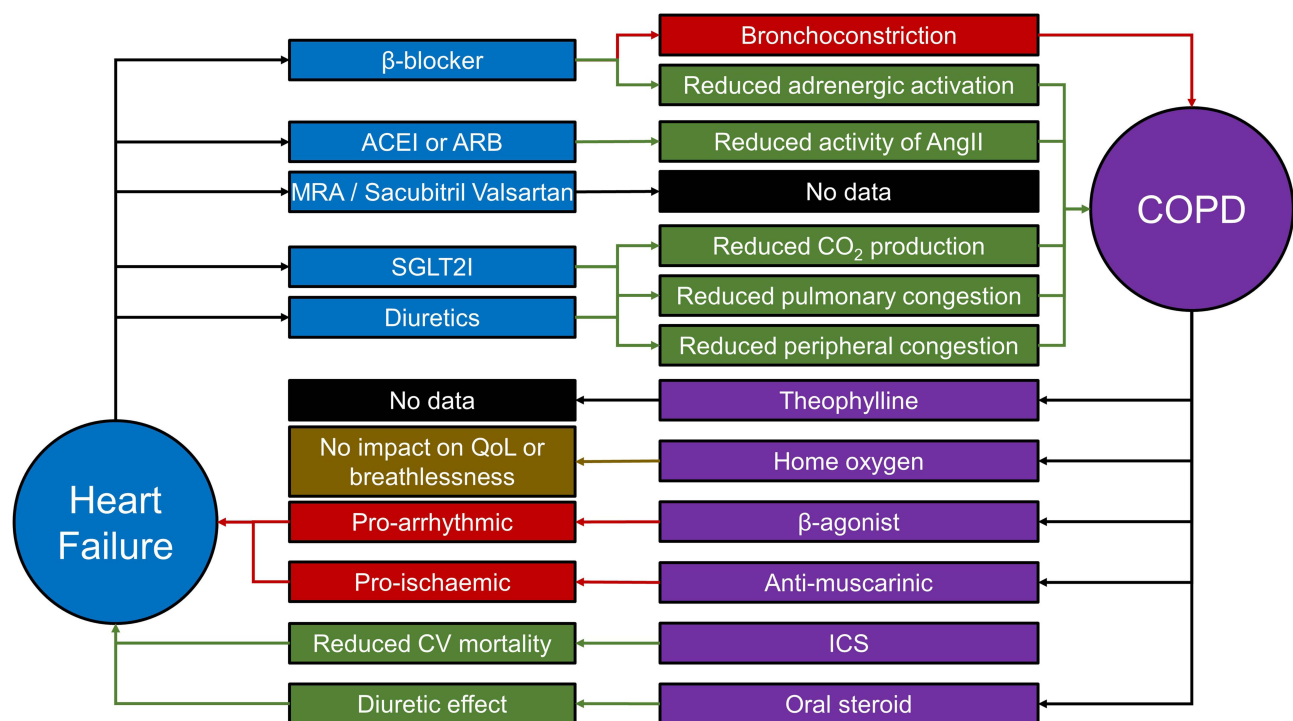 β-blocker
Bronchoconstriction
Reduced adrenergic activation
ACEI or ARB
Reduced activity of AngII
MRA / Sacubitril Valsartan
No data
COPD
SGLT2I
Reduced CO₂ production
Reduced pulmonary congestion
Diuretics
Reduced peripheral congestion
No data
Theophylline
No impact on QoL or
breathlessness
Home oxygen
Heart
Failure
Pro-arrhythmic
β-agonist
Pro-ischaemic
Anti-muscarinic
Reduced CV mortality
ICS
Diuretic effect
Oral steroid